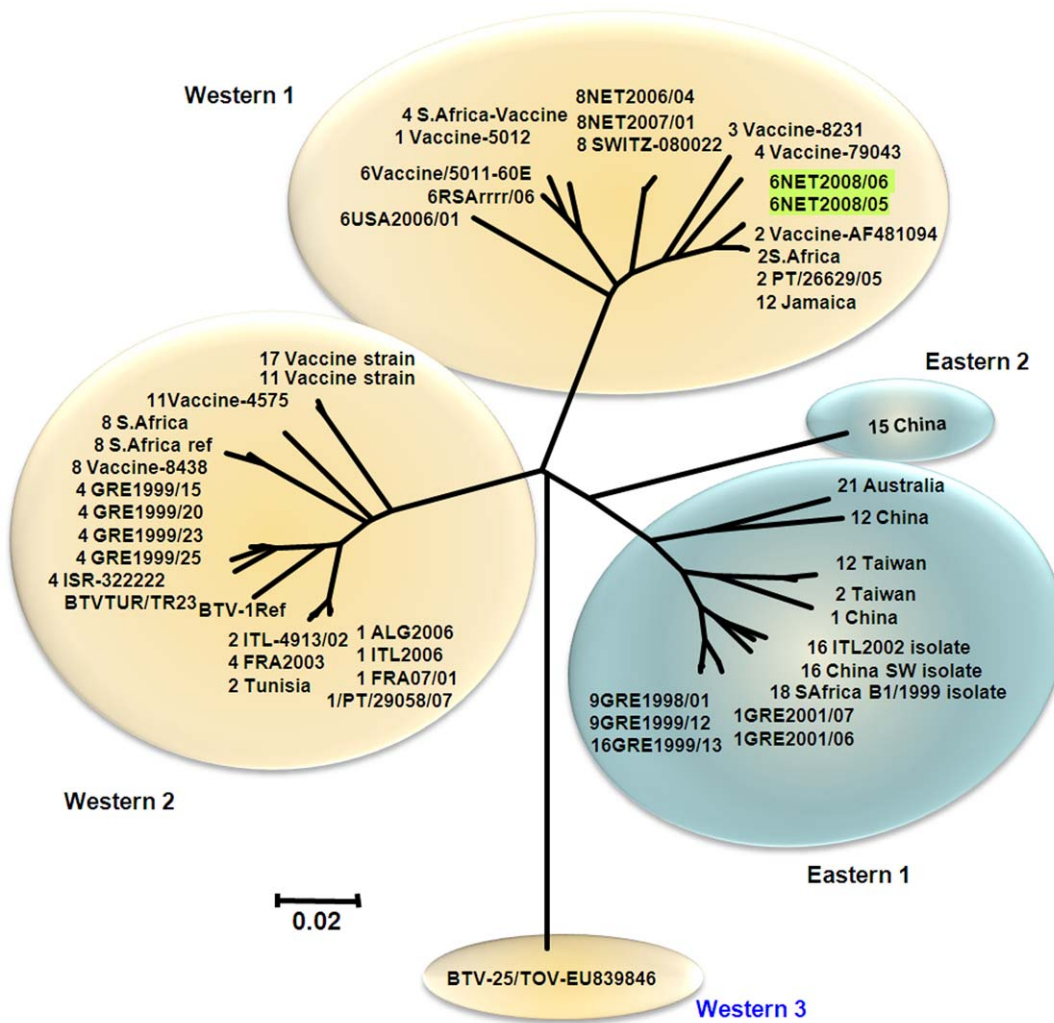 Western 1
4 S.Africa-Vaccine
1 Vaccine-5012
8NET2006/04
8NET2007/01
8 SWITZ-080022
3 Vaccine-8231
4 Vaccine-79043
6Vaccine/5011-60E
6RSArrrr/06
6USA2006/01
6NET2008/06
6NET2008/05
2 Vaccine-AF481094
2S.Africa
2 PT/26629/05
12 Jamaica
17 Vaccine strain
11 Vaccine strain
11Vaccine-4575
8 S.Africa
8 S.Africa ref
8 Vaccine-8438
4 GRE1999/15
4 GRE1999/20
4 GRE1999/23
4 GRE1999/25
4 ISR-322222
BTVTUR/TR23
BTV-1Ref
2 ITL-4913/02
4 FRA2003
2 Tunisia
1 ALG2006
1 ITL2006
1 FRA07/01
1/PT/29058/07
Western 2
Eastern 2
15 China
21 Australia
12 China
12 Taiwan
2 Taiwan
1 China
16 ITL2002 isolate
16 China SW isolate
18 SAfrica B1/1999 isolate
9GRE1998/01
9GRE1999/12
16GRE1999/13
1GRE2001/07
1GRE2001/06
Eastern 1
0.02
BTV-25/TOV-EU839846
Western 3